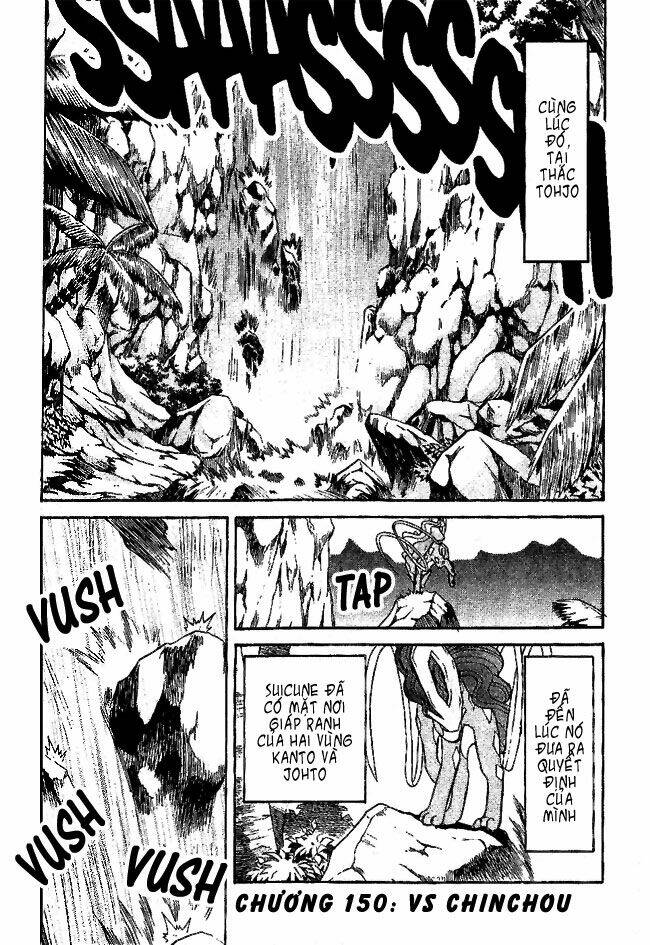 SSAAASSSSS
CÙNG
LÚC
ĐÓ,
TẠI
THÁC
TOHJO
TAP
VUSH
SUICUNE ĐÃ
CÓ MẶT NƠI
GIÁP RANH
CỦA HAI VÙNG
KANTO VÀ
JOHTO
ĐÃ
ĐẾN
LÚC NÓ
ĐƯA RA
QUYẾT
ĐỊNH
CỦA
MÌNH
VUSH
VUSH
CHƯƠNG 150: VS CHINCHOU